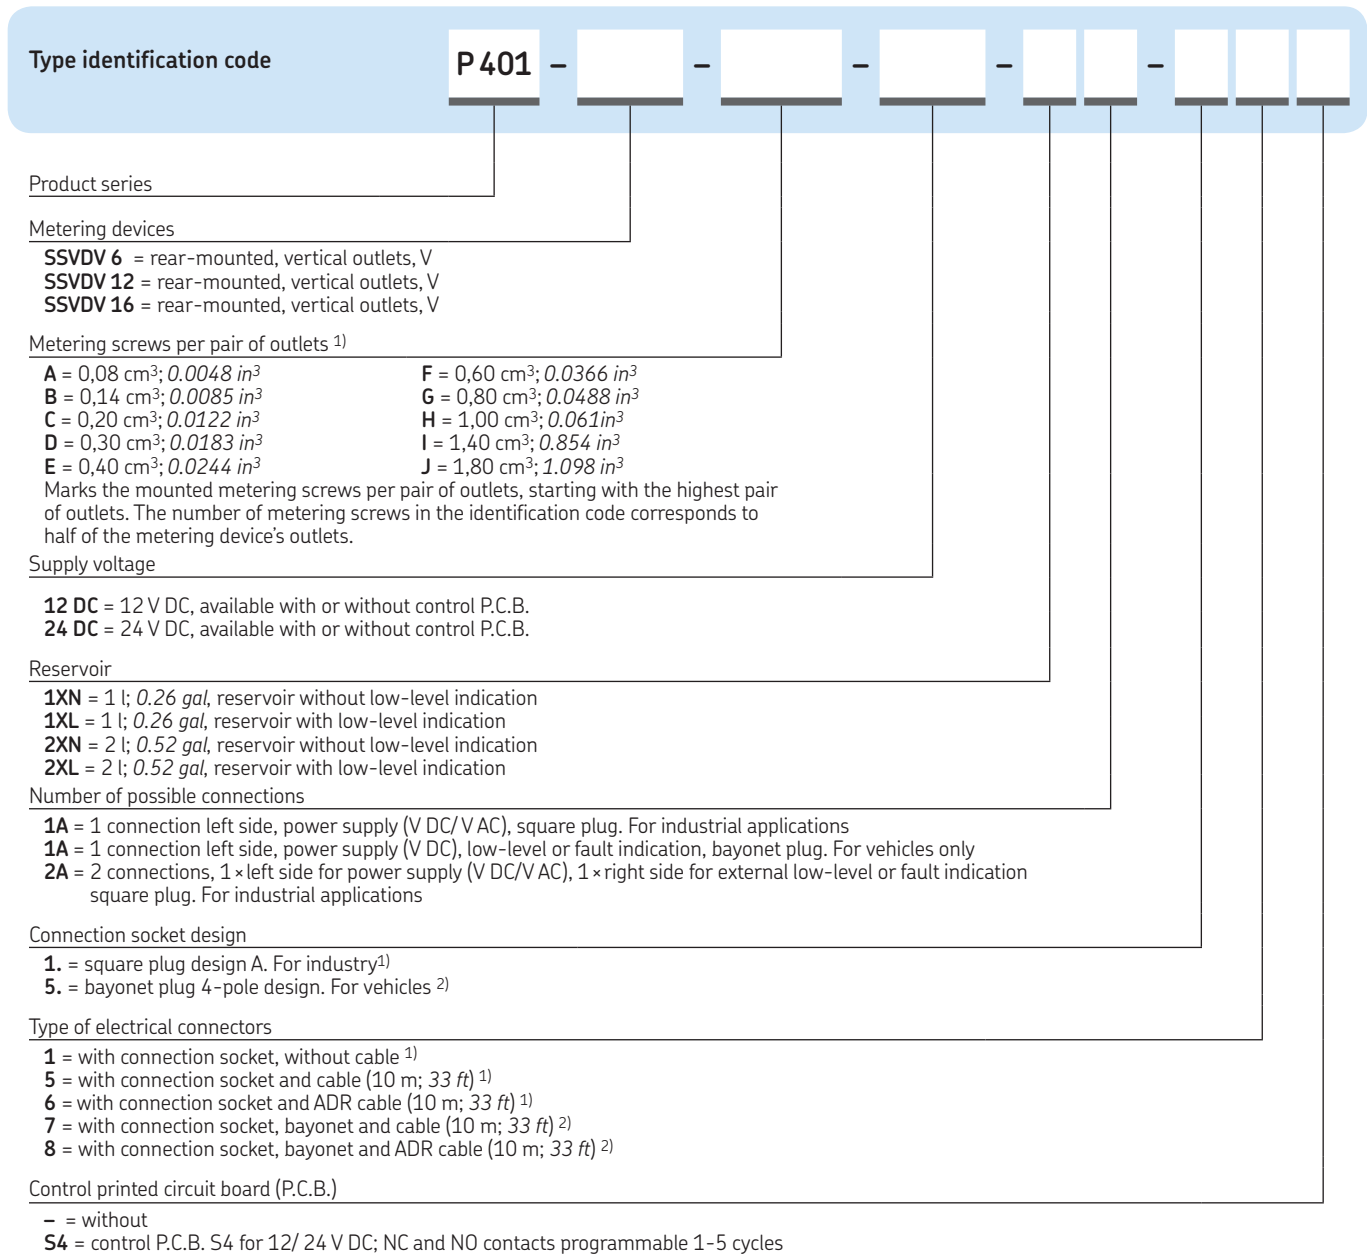 Type identification code P 401 – – – – –
Product series
Metering devices
SSVDV 6 = rear-mounted, vertical outlets, V
SSVDV 12 = rear-mounted, vertical outlets, V
SSVDV 16 = rear-mounted, vertical outlets, V
Metering screws per pair of outlets 1)
A = 0,08 cm³; 0.0048 in³ F = 0,60 cm³; 0.0366 in³
B = 0,14 cm³; 0.0085 in³ G = 0,80 cm³; 0.0488 in³
C = 0,20 cm³; 0.0122 in³ H = 1,00 cm³; 0.061in³
D = 0,30 cm³; 0.0183 in³ I = 1,40 cm³; 0.854 in³
E = 0,40 cm³; 0.0244 in³ J = 1,80 cm³; 1.098 in³
Marks the mounted metering screws per pair of outlets, starting with the highest pair
of outlets. The number of metering screws in the identification code corresponds to
half of the metering device's outlets.
Supply voltage
12 DC = 12 V DC, available with or without control P.C.B.
24 DC = 24 V DC, available with or without control P.C.B.
Reservoir
1XN = 1 l; 0.26 gal, reservoir without low-level indication
1XL = 1 l; 0.26 gal, reservoir with low-level indication
2XN = 2 l; 0.52 gal, reservoir without low-level indication
2XL = 2 l; 0.52 gal, reservoir with low-level indication
Number of possible connections
1A = 1 connection left side, power supply (V DC/ V AC), square plug. For industrial applications
1A = 1 connection left side, power supply (V DC), low-level or fault indication, bayonet plug. For vehicles only
2A = 2 connections, 1 × left side for power supply (V DC/V AC), 1 × right side for external low-level or fault indication
square plug. For industrial applications
Connection socket design
1. = square plug design A. For industry 1)
5. = bayonet plug 4-pole design. For vehicles 2)
Type of electrical connectors
1 = with connection socket, without cable 1)
5 = with connection socket and cable (10 m; 33 ft) 1)
6 = with connection socket and ADR cable (10 m; 33 ft) 1)
7 = with connection socket, bayonet and cable (10 m; 33 ft) 2)
8 = with connection socket, bayonet and ADR cable (10 m; 33 ft) 2)
Control printed circuit board (P.C.B.)
– = without
S4 = control P.C.B. S4 for 12/ 24 V DC; NC and NO contacts programmable 1-5 cycles